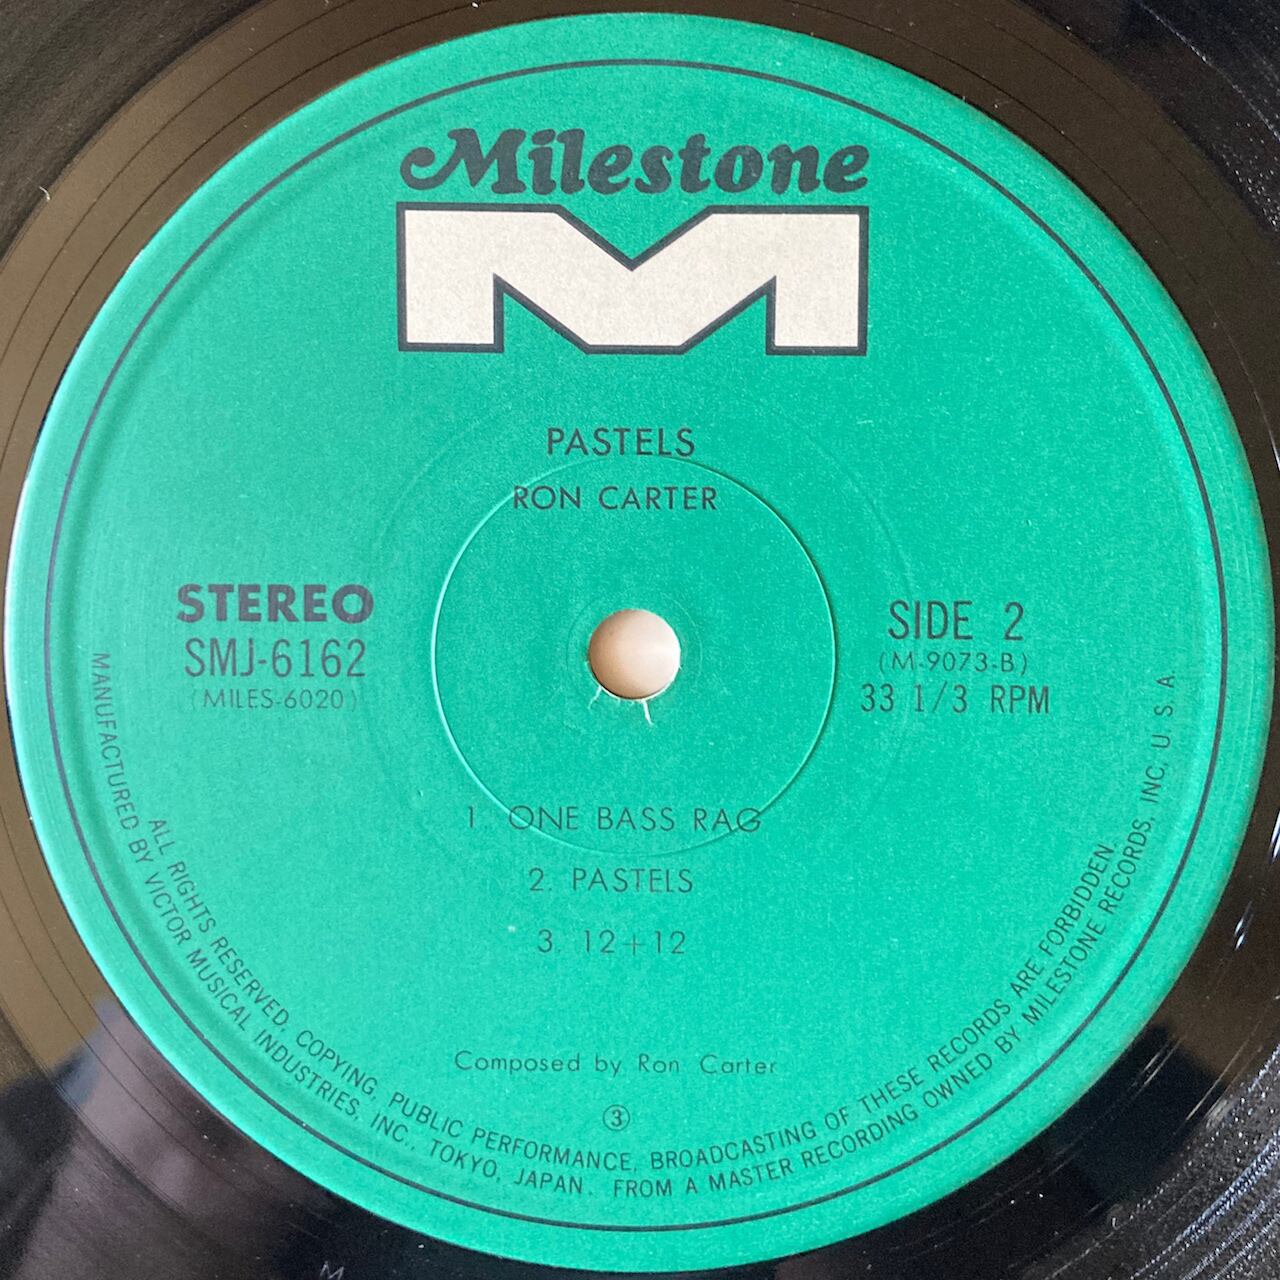 Milestone
M
PASTELS
RON CARTER
STEREO
SMJ-6162
(MILES-6020)
SIDE 2
(M-9073-B)
33 1/3 RPM
1. ONE BASS RAG
2. PASTELS
3. 12+12
Composed by Ron Carter
③
ALL RIGHTS RESERVED, COPYING, PUBLIC PERFORMANCE, BROADCASTING OF THESE RECORDS ARE FORBIDDEN.
MANUFACTURED BY VICTOR MUSICAL INDUSTRIES, INC., TOKYO, JAPAN. FROM A MASTER RECORDING OWNED BY MILESTONE RECORDS, INC, U.S.A.
M